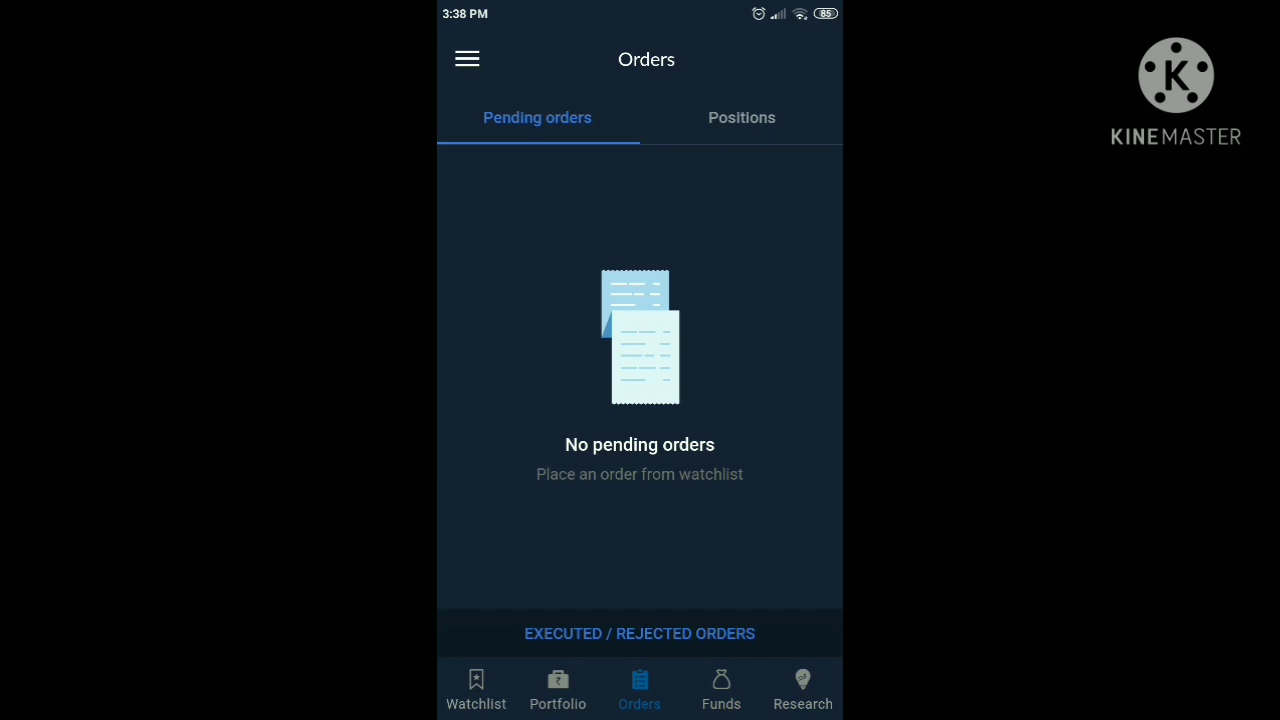 3:38 PM
85
Orders
K
KINEMASTER
Pending orders
Positions
No pending orders
Place an order from watchlist
EXECUTED / REJECTED ORDERS
Watchlist
Portfolio
Orders
Funds
Research